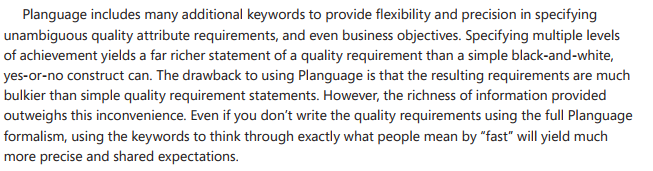 Planguage includes many additional keywords to provide flexibility and precision in specifying
unambiguous quality attribute requirements, and even business objectives. Specifying multiple levels
of achievement yields a far richer statement of a quality requirement than a simple black-and-white,
yes-or-no construct can. The drawback to using Planguage is that the resulting requirements are much
bulkier than simple quality requirement statements. However, the richness of information provided
outweighs this inconvenience. Even if you don’t write the quality requirements using the full Planguage
formalism, using the keywords to think through exactly what people mean by “fast” will yield much
more precise and shared expectations.